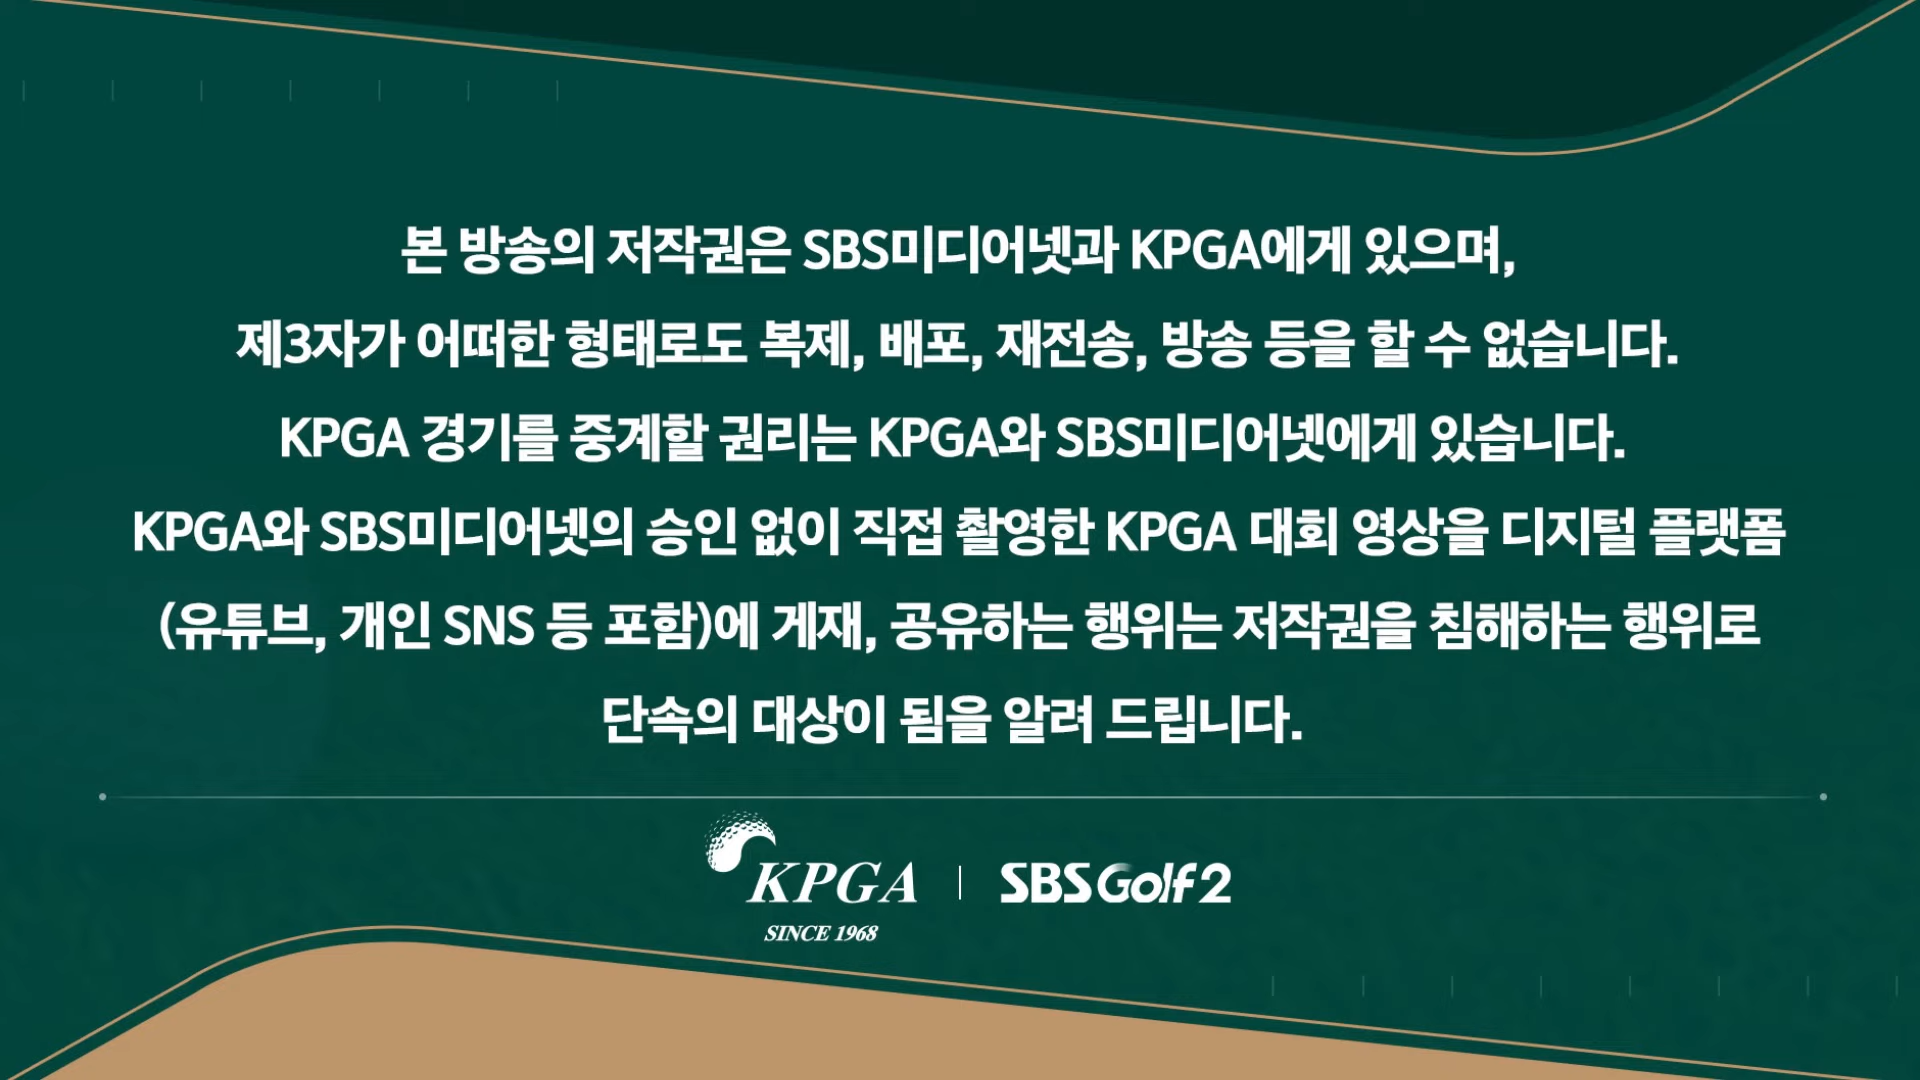 본 방송의 저작권은 SBS미디어넷과 KPGA에게 있으며,
제3자가 어떠한 형태로도 복제, 배포, 재전송, 방송 등을 할 수 없습니다.
KPGA 경기를 중계할 권리는 KPGA와 SBS미디어넷에게 있습니다.
KPGA와 SBS미디어넷의 승인 없이 직접 촬영한 KPGA 대회 영상을 디지털 플랫폼
(유튜브, 개인 SNS 등 포함)에 게재, 공유하는 행위는 저작권을 침해하는 행위로
단속의 대상이 됨을 알려 드립니다.
KPGA SBS Golf 2
SINCE 1968